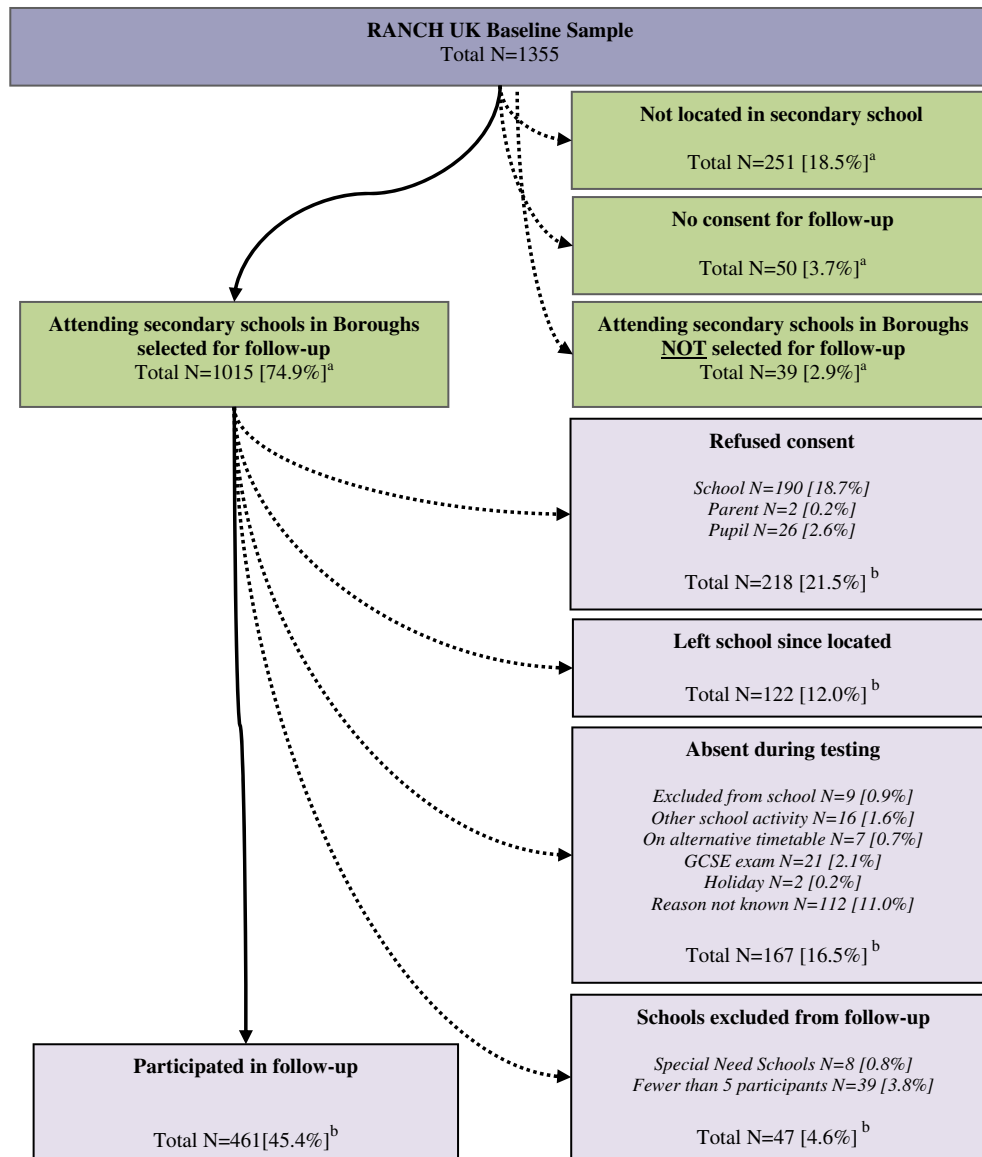 RANCH UK Baseline Sample
Total N=1355
Not located in secondary school
Total N=251 [18.5%]a
No consent for follow-up
Total N=50 [3.7%]a
Attending secondary schools in Boroughs
selected for follow-up
Total N=1015 [74.9%]a
Attending secondary schools in Boroughs
NOT selected for follow-up
Total N=39 [2.9%]a
Refused consent
School N=190 [18.7%]
Parent N=2 [0.2%]
Pupil N=26 [2.6%]
Total N=218 [21.5%] b
Left school since located
Total N=122 [12.0%] b
Absent during testing
Excluded from school N=9 [0.9%]
Other school activity N=16 [1.6%]
On alternative timetable N=7 [0.7%]
GCSE exam N=21 [2.1%]
Holiday N=2 [0.2%]
Reason not known N=112 [11.0%]
Total N=167 [16.5%] b
Schools excluded from follow-up
Special Need Schools N=8 [0.8%]
Fewer than 5 participants N=39 [3.8%]
Total N=47 [4.6%] b
Participated in follow-up
Total N=461[45.4%]b